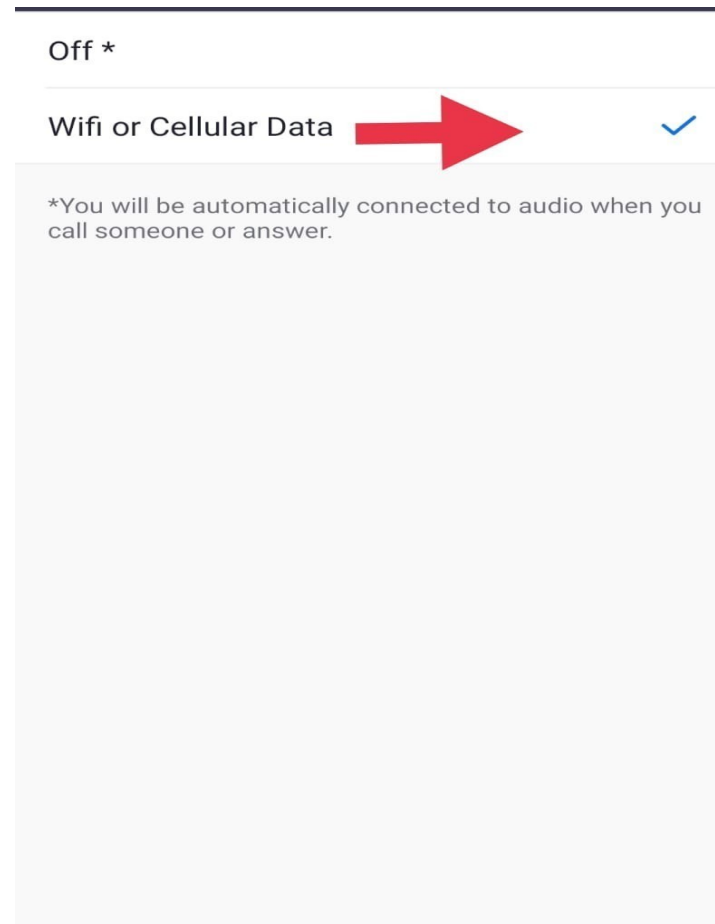 Off *
Wifi or Cellular Data
*You will be automatically connected to audio when you
call someone or answer.